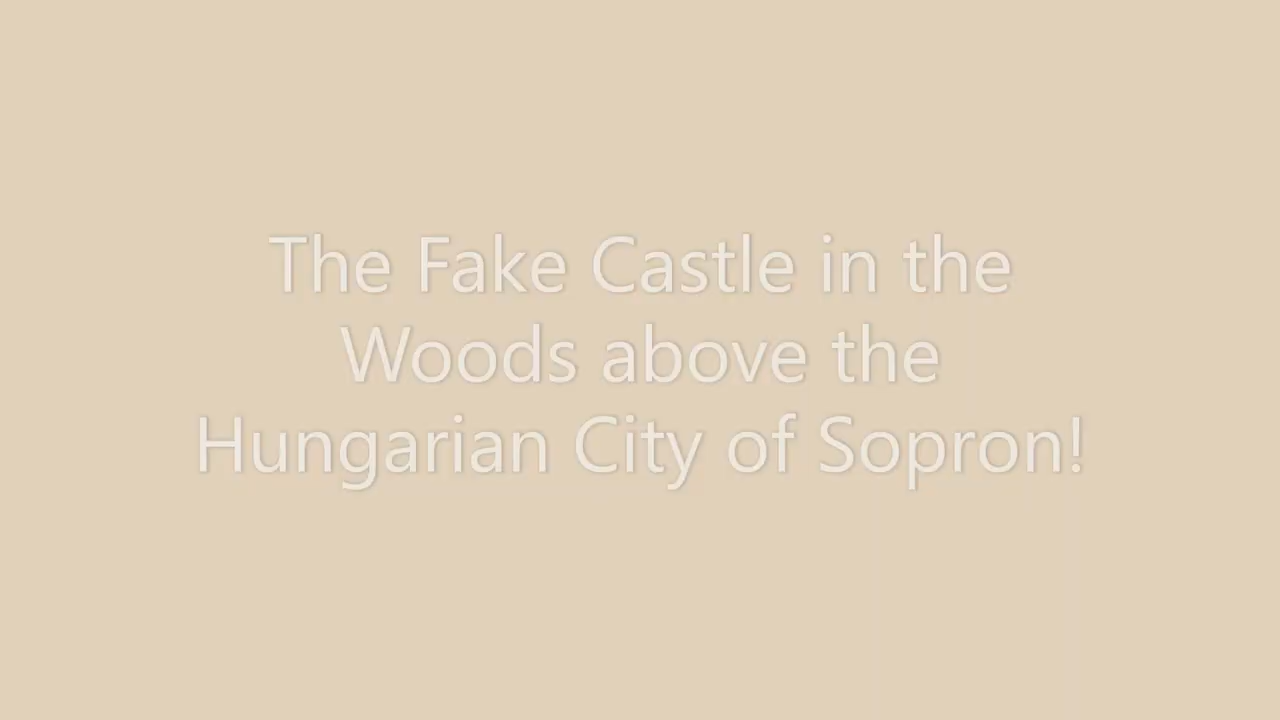 The Fake Castle in the
Woods above the
Hungarian City of Sopron!